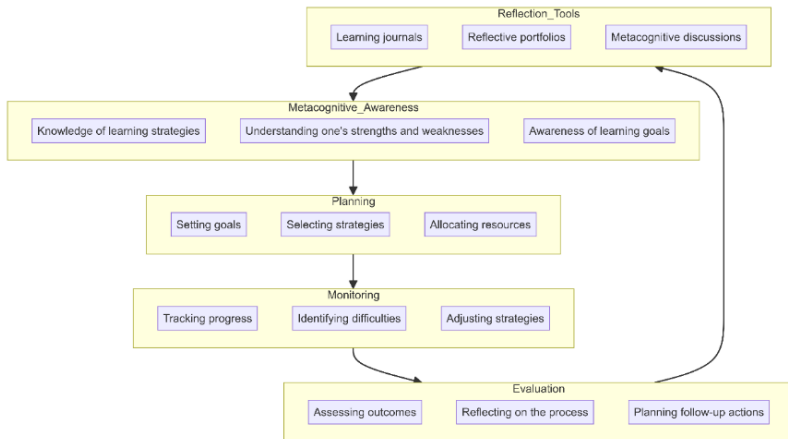 Reflection_Tools
Learning journals
Reflective portfolios
Metacognitive discussions
Metacognitive_Awareness
Knowledge of learning strategies
Understanding one's strengths and weaknesses
Awareness of learning goals
Planning
Setting goals
Selecting strategies
Allocating resources
Monitoring
Tracking progress
Identifying difficulties
Adjusting strategies
Evaluation
Assessing outcomes
Reflecting on the process
Planning follow-up actions